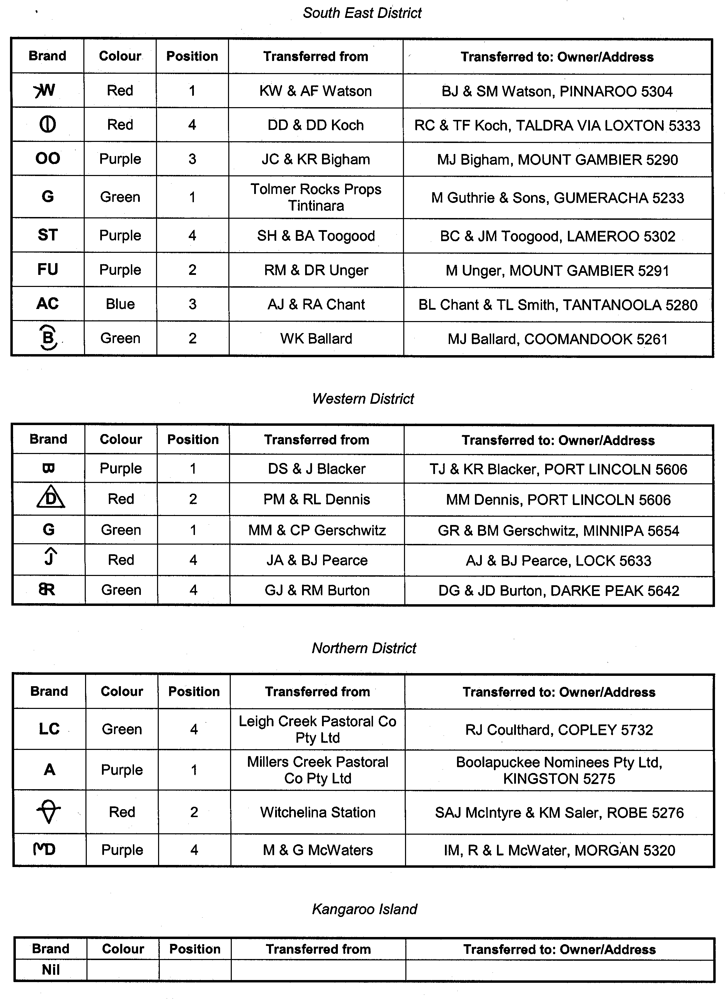 South East District
Brand Colour Position Transferred from Transferred to: Owner/Address
W Red 1 KW & AF Watson BJ & SM Watson, PINNAROO 5304
Red 4 DD & DD Koch RC & TF Koch, TALDRA VIA LOXTON 5333
OO Purple 3 JC & KR Bigham MJ Bigham, MOUNT GAMBIER 5290
G Green 1 Tolmer Rocks Props Tintinara M Guthrie & Sons, GUMERACHA 5233
ST Purple 4 SH & BA Toogood BC & JM Toogood, LAMEROO 5302
FU Purple 2 RM & DR Unger M Unger, MOUNT GAMBIER 5291
AC Blue 3 AJ & RA Chant BL Chant & TL Smith, TANTANOOLA 5280
B Green 2 WK Ballard MJ Ballard, COOMANDOOK 5261
Western District
Brand Colour Position Transferred from Transferred to: Owner/Address
B Purple 1 DS & J Blacker TJ & KR Blacker, PORT LINCOLN 5606
D Red 2 PM & RL Dennis MM Dennis, PORT LINCOLN 5606
G Green 1 MM & CP Gerschwitz GR & BM Gerschwitz, MINNIPA 5654
J Red 4 JA & BJ Pearce AJ & BJ Pearce, LOCK 5633
BR Green 4 GJ & RM Burton DG & JD Burton, DARKE PEAK 5642
Northern District
Brand Colour Position Transferred from Transferred to: Owner/Address
LC Green 4 Leigh Creek Pastoral Co Pty Ltd RJ Coulthard, COPLEY 5732
A Purple 1 Millers Creek Pastoral Co Pty Ltd Boolapuckee Nominees Pty Ltd, KINGSTON 5275
Red 2 Witchelina Station SAJ McIntyre & KM Saler, ROBE 5276
MD Purple 4 M & G McWaters IM, R & L McWater, MORGAN 5320
Kangaroo Island
Brand Colour Position Transferred from Transferred to: Owner/Address
Nil